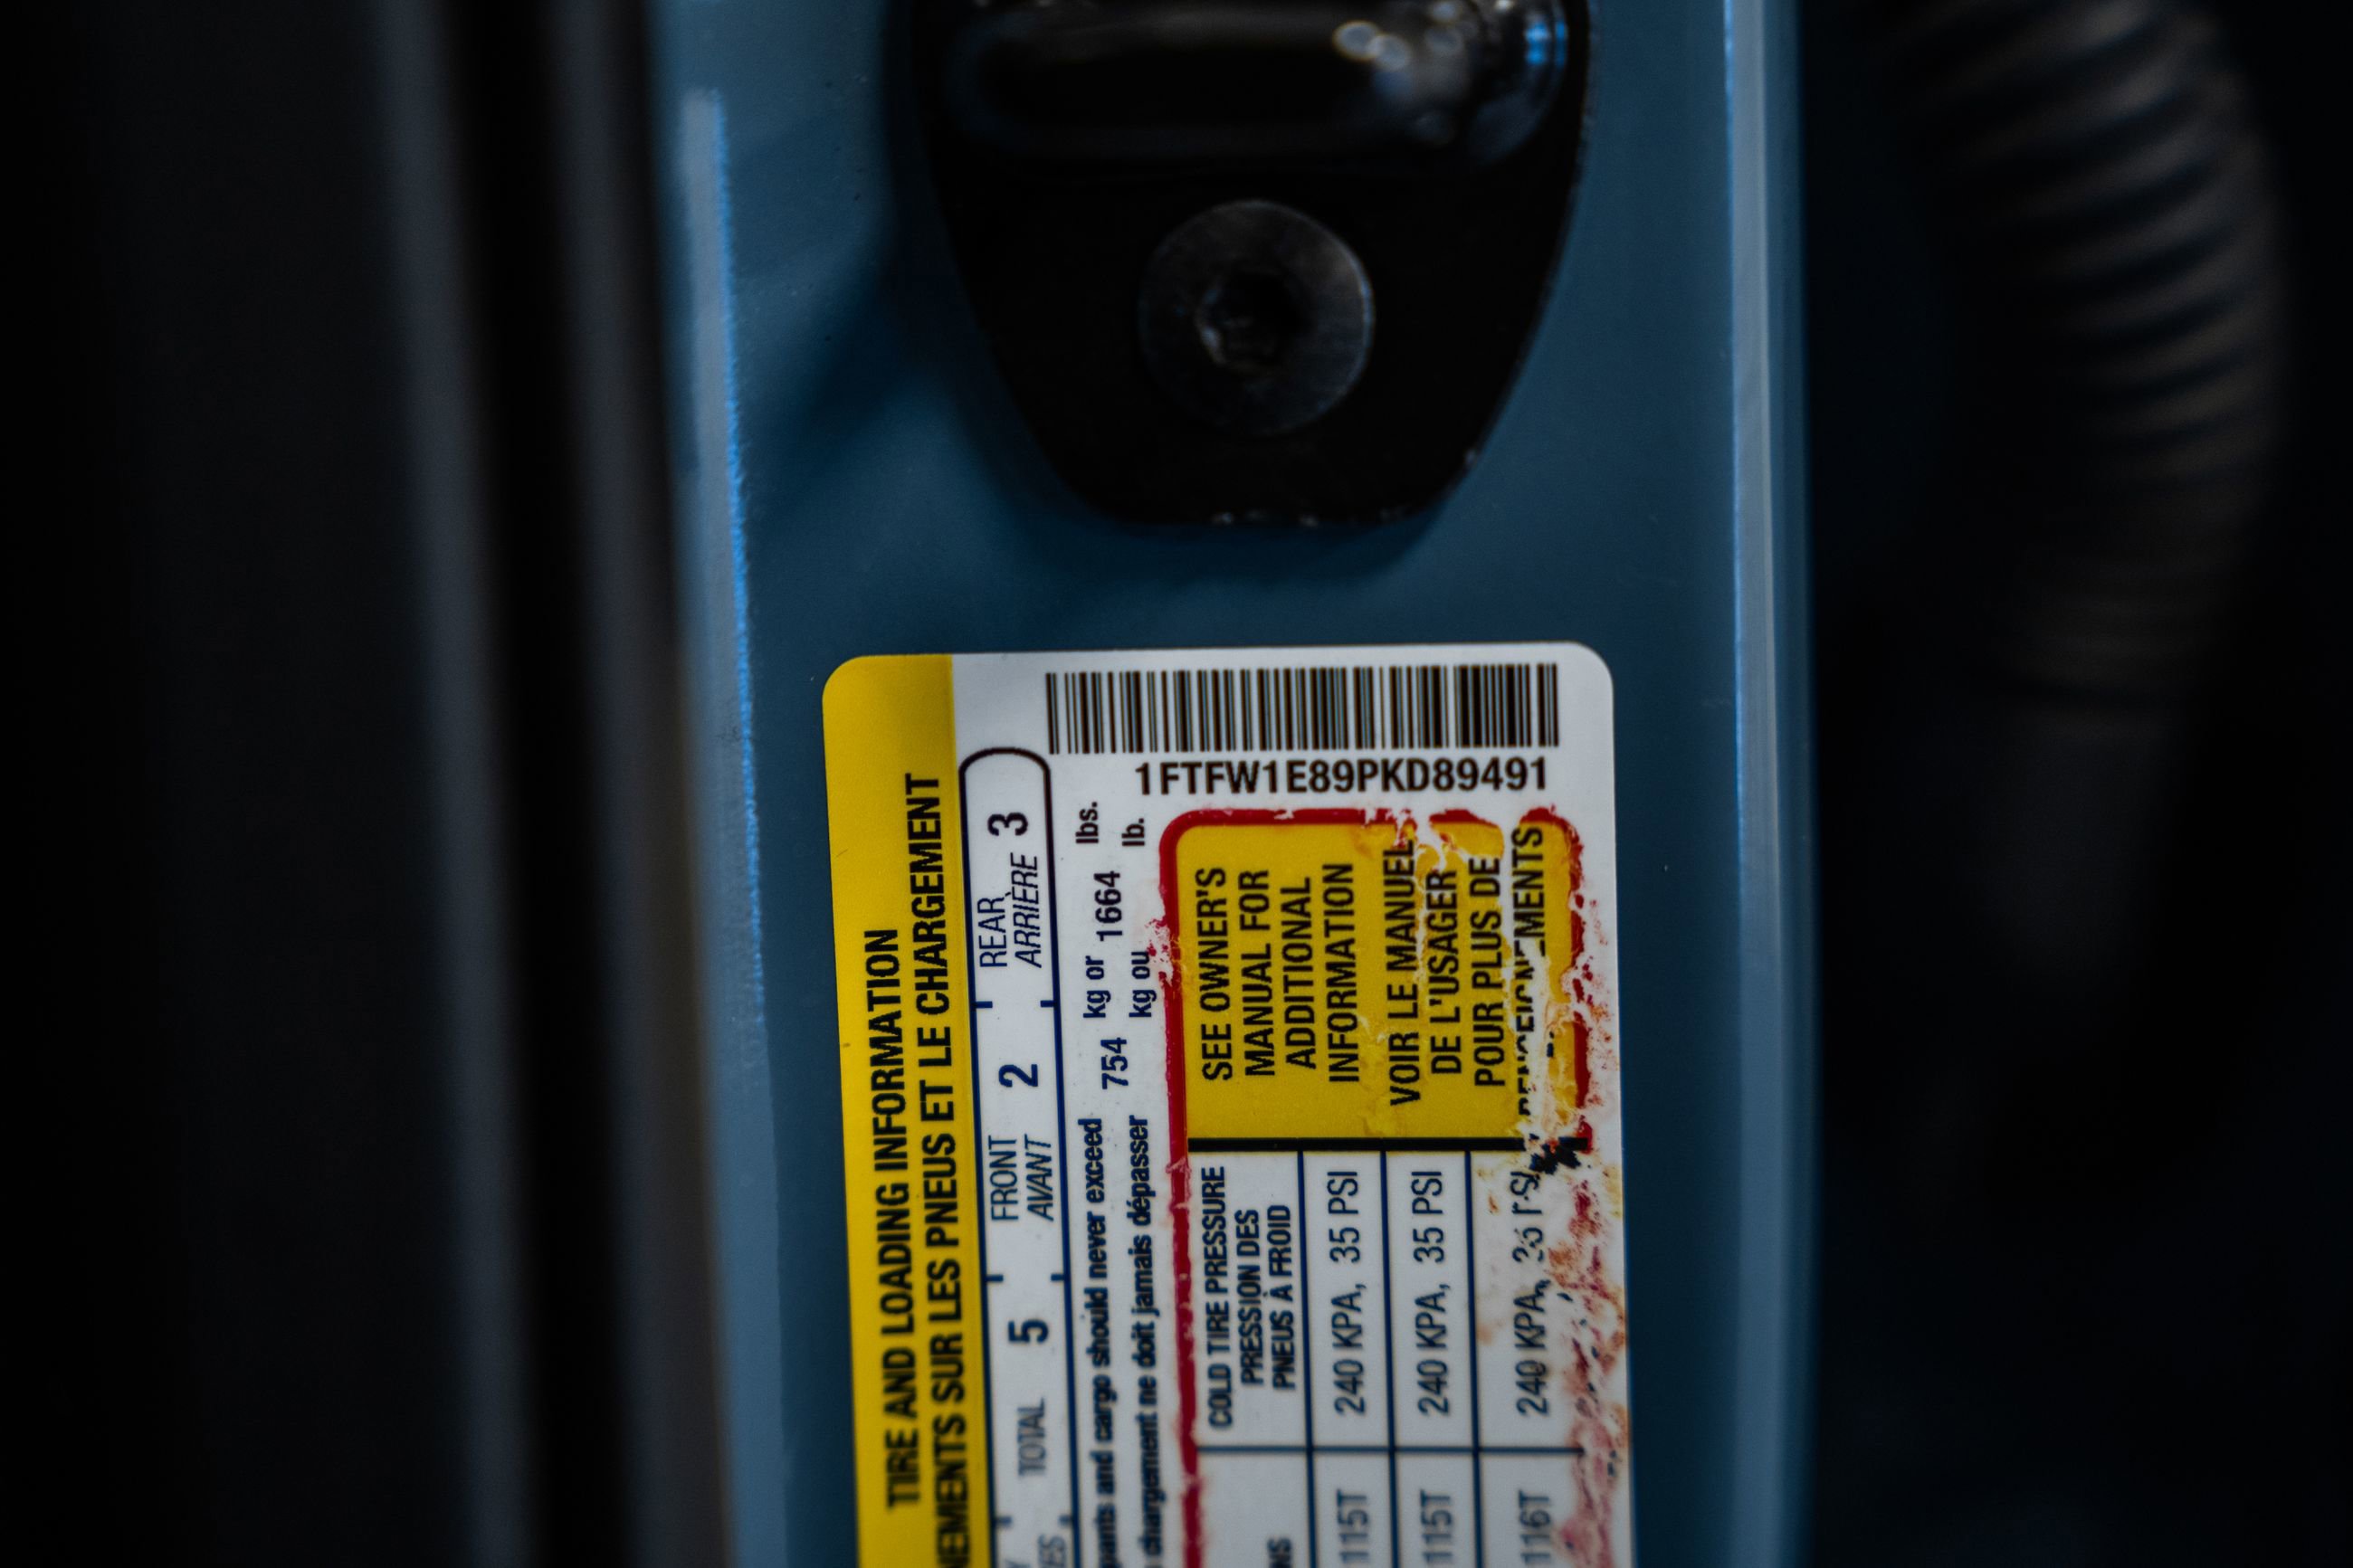 1FTFW1E89PKD89491
TIRE AND LOADING INFORMATION
NEMENTS SUR LES PNEUS ET LE CHARGEMENT
TOTAL 5 FRONT 2 REAR 3
AVANT ARRIÈRE
and cargo should never exceed 754 kg or 1664 lbs.
chargement ne doit jamais dépasser kg ou lb.
COLD TIRE PRESSURE
PRESSION DES
PNEUS À FROID
115T 240 KPA, 35 PSI
115T 240 KPA, 35 PSI
116T 240 KPA,
SEE OWNER'S
MANUAL FOR
ADDITIONAL
INFORMATION
VOIR LE MANUEL
DE L'USAGER
POUR PLUS DE
RENSEIGNEMENTS